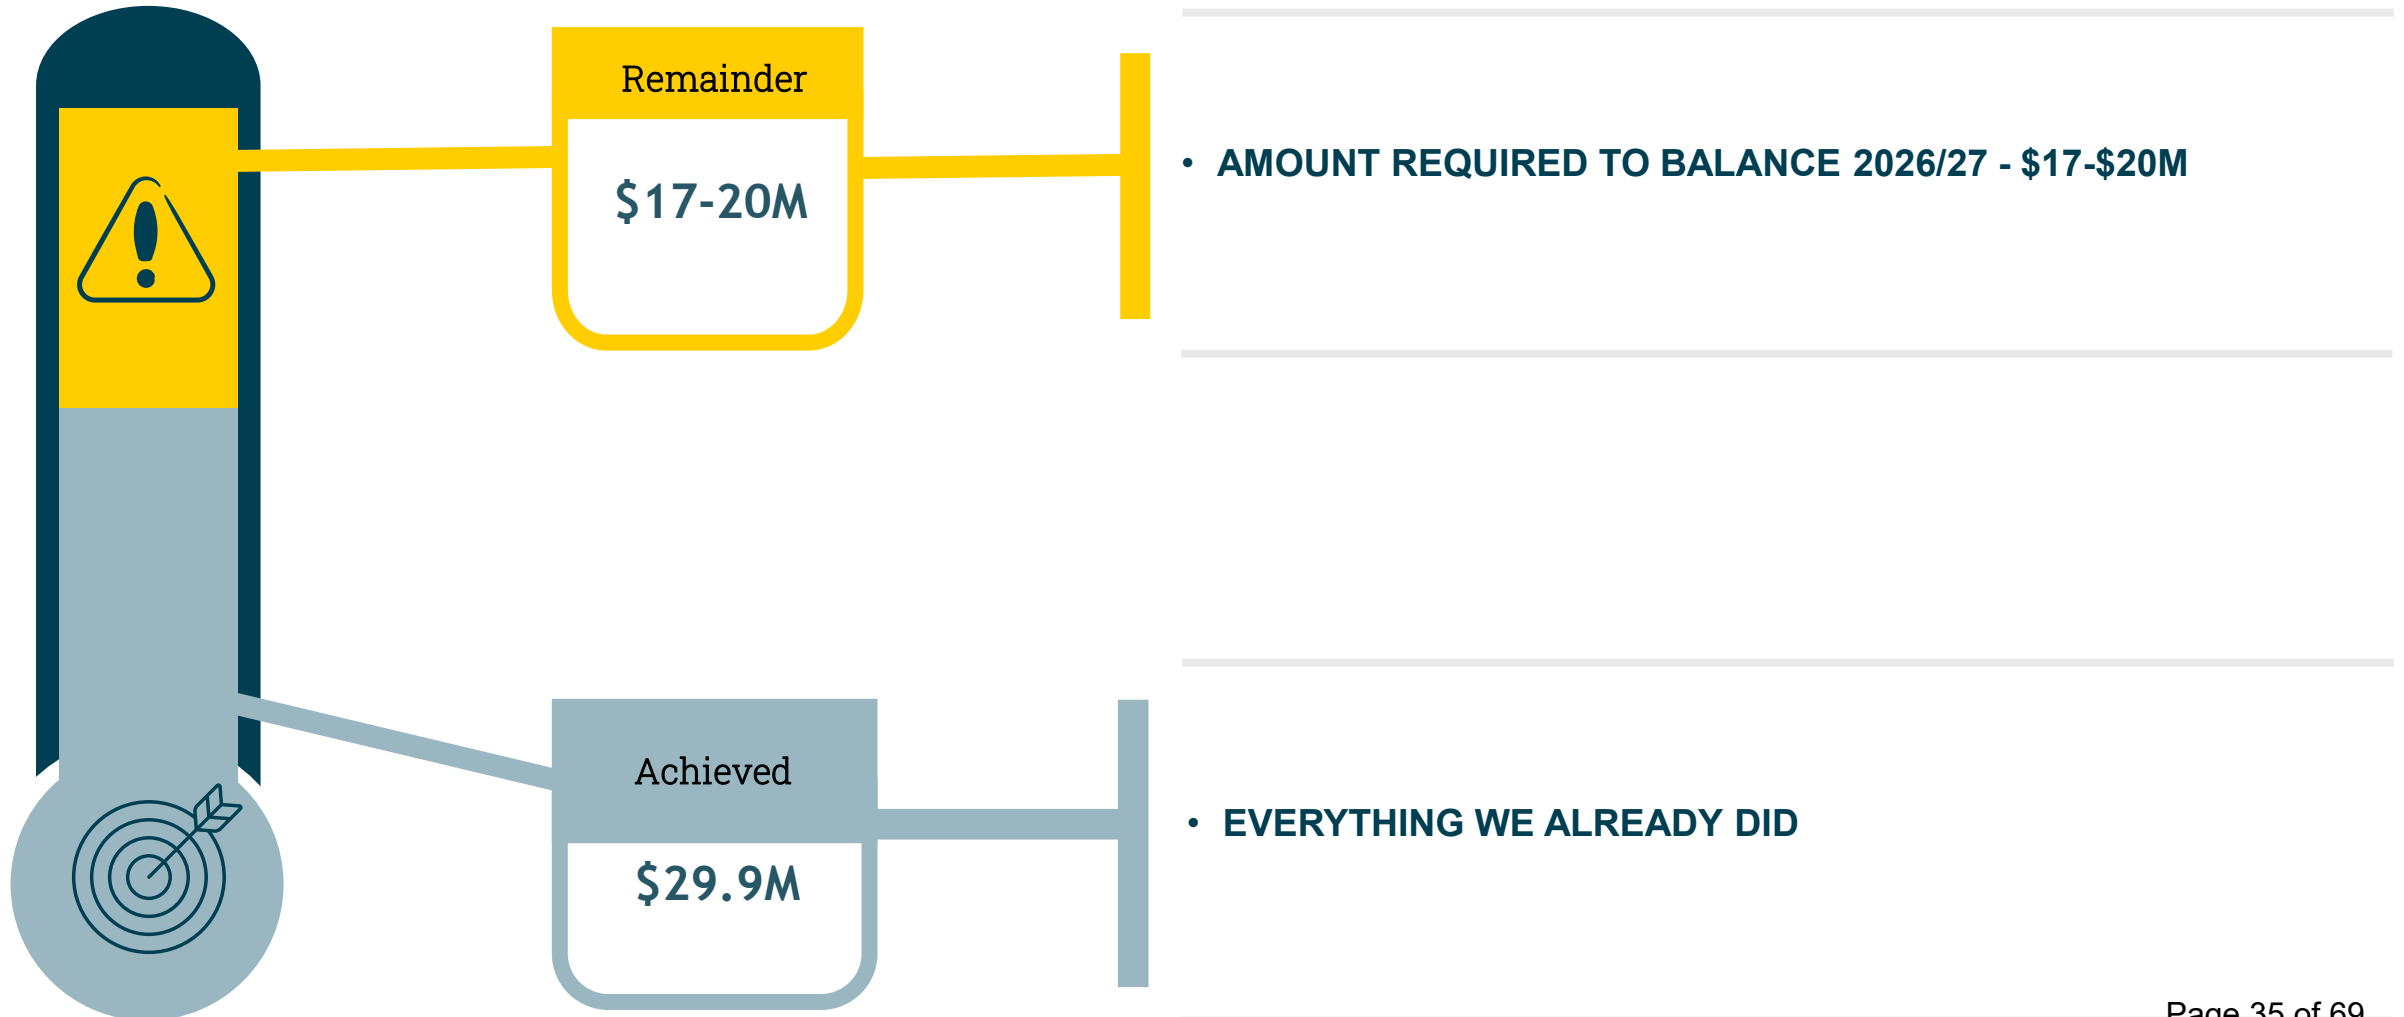 Remainder
$17-20M
• AMOUNT REQUIRED TO BALANCE 2026/27 - $17-$20M
Achieved
$29.9M
• EVERYTHING WE ALREADY DID
Page 35 of 69